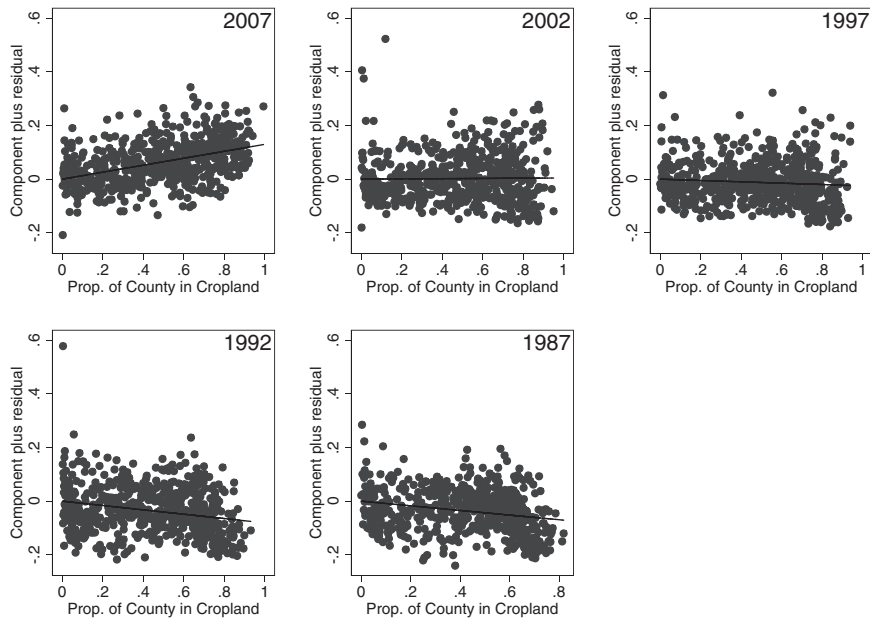 2007
Component plus residual
.6
.4
.2
0
-.2
0 .2 .4 .6 .8 1
Prop. of County in Cropland
2002
Component plus residual
.6
.4
.2
0
-.2
0 .2 .4 .6 .8 1
Prop. of County in Cropland
1997
Component plus residual
.6
.4
.2
0
-.2
0 .2 .4 .6 .8 1
Prop. of County in Cropland
1992
Component plus residual
.6
.4
.2
0
-.2
0 .2 .4 .6 .8 1
Prop. of County in Cropland
1987
Component plus residual
.6
.4
.2
0
-.2
0 .2 .4 .6 .8
Prop. of County in Cropland